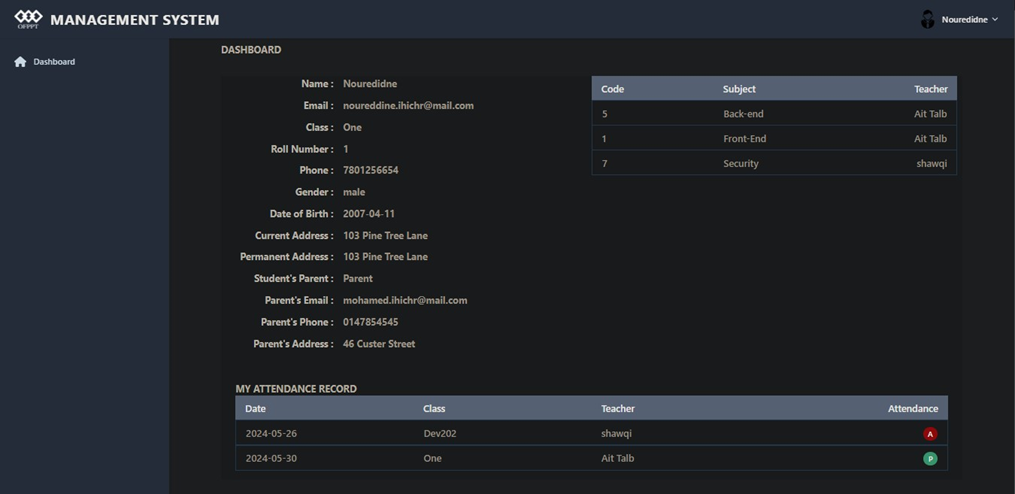 OFPPT
MANAGEMENT SYSTEM
Nouredidne
Dashboard
DASHBOARD
Name : Nouredidne
Email : noureddine.ihichr@mail.com
Class : One
Roll Number : 1
Phone : 7801256654
Gender : male
Date of Birth : 2007-04-11
Current Address : 103 Pine Tree Lane
Permanent Address : 103 Pine Tree Lane
Student's Parent : Parent
Parent's Email : mohamed.ihichr@mail.com
Parent's Phone : 0147854545
Parent's Address : 46 Custer Street
Code Subject Teacher
5 Back-end Ait Talb
1 Front-End Ait Talb
7 Security shawqi
MY ATTENDANCE RECORD
Date Class Teacher Attendance
2024-05-26 Dev202 shawqi A
2024-05-30 One Ait Talb P